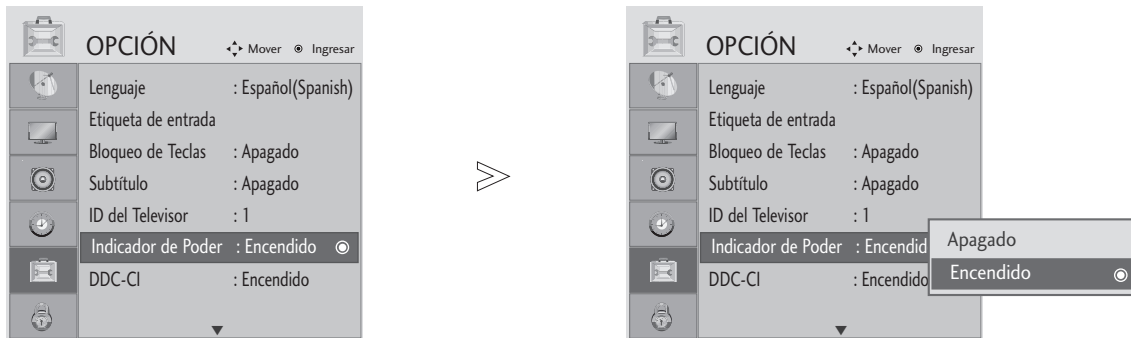 OPCIÓN Mover Ingresar
Lenguaje : Español(Spanish)
Etiqueta de entrada
Bloqueo de Teclas : Apagado
Subtítulo : Apagado
ID del Televisor : 1
Indicador de Poder : Encendido
DDC-CI : Encendido
OPCIÓN Mover Ingresar
Lenguaje : Español(Spanish)
Etiqueta de entrada
Bloqueo de Teclas : Apagado
Subtítulo : Apagado
ID del Televisor : 1
Indicador de Poder : Encendid
DDC-CI : Encendido
Apagado
Encendido